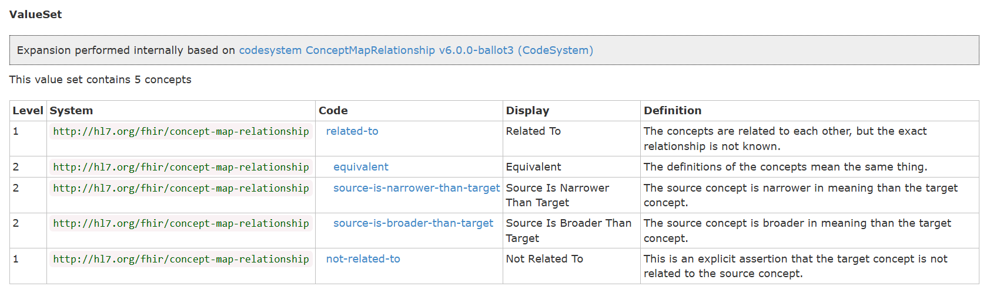 ValueSet
Expansion performed internally based on codesystem ConceptMapRelationship v6.0.0-ballot3 (CodeSystem)
This value set contains 5 concepts
Level System Code Display Definition
1 http://hl7.org/fhir/concept-map-relationship related-to Related To The concepts are related to each other, but the exact
relationship is not known.
2 http://hl7.org/fhir/concept-map-relationship equivalent Equivalent The definitions of the concepts mean the same thing.
2 http://hl7.org/fhir/concept-map-relationship source-is-narrower-than-target Source Is Narrower The source concept is narrower in meaning than the target
Than Target concept.
2 http://hl7.org/fhir/concept-map-relationship source-is-broader-than-target Source Is Broader Than The source concept is broader in meaning than the target
Target concept.
1 http://hl7.org/fhir/concept-map-relationship not-related-to Not Related To This is an explicit assertion that the target concept is not
related to the source concept.